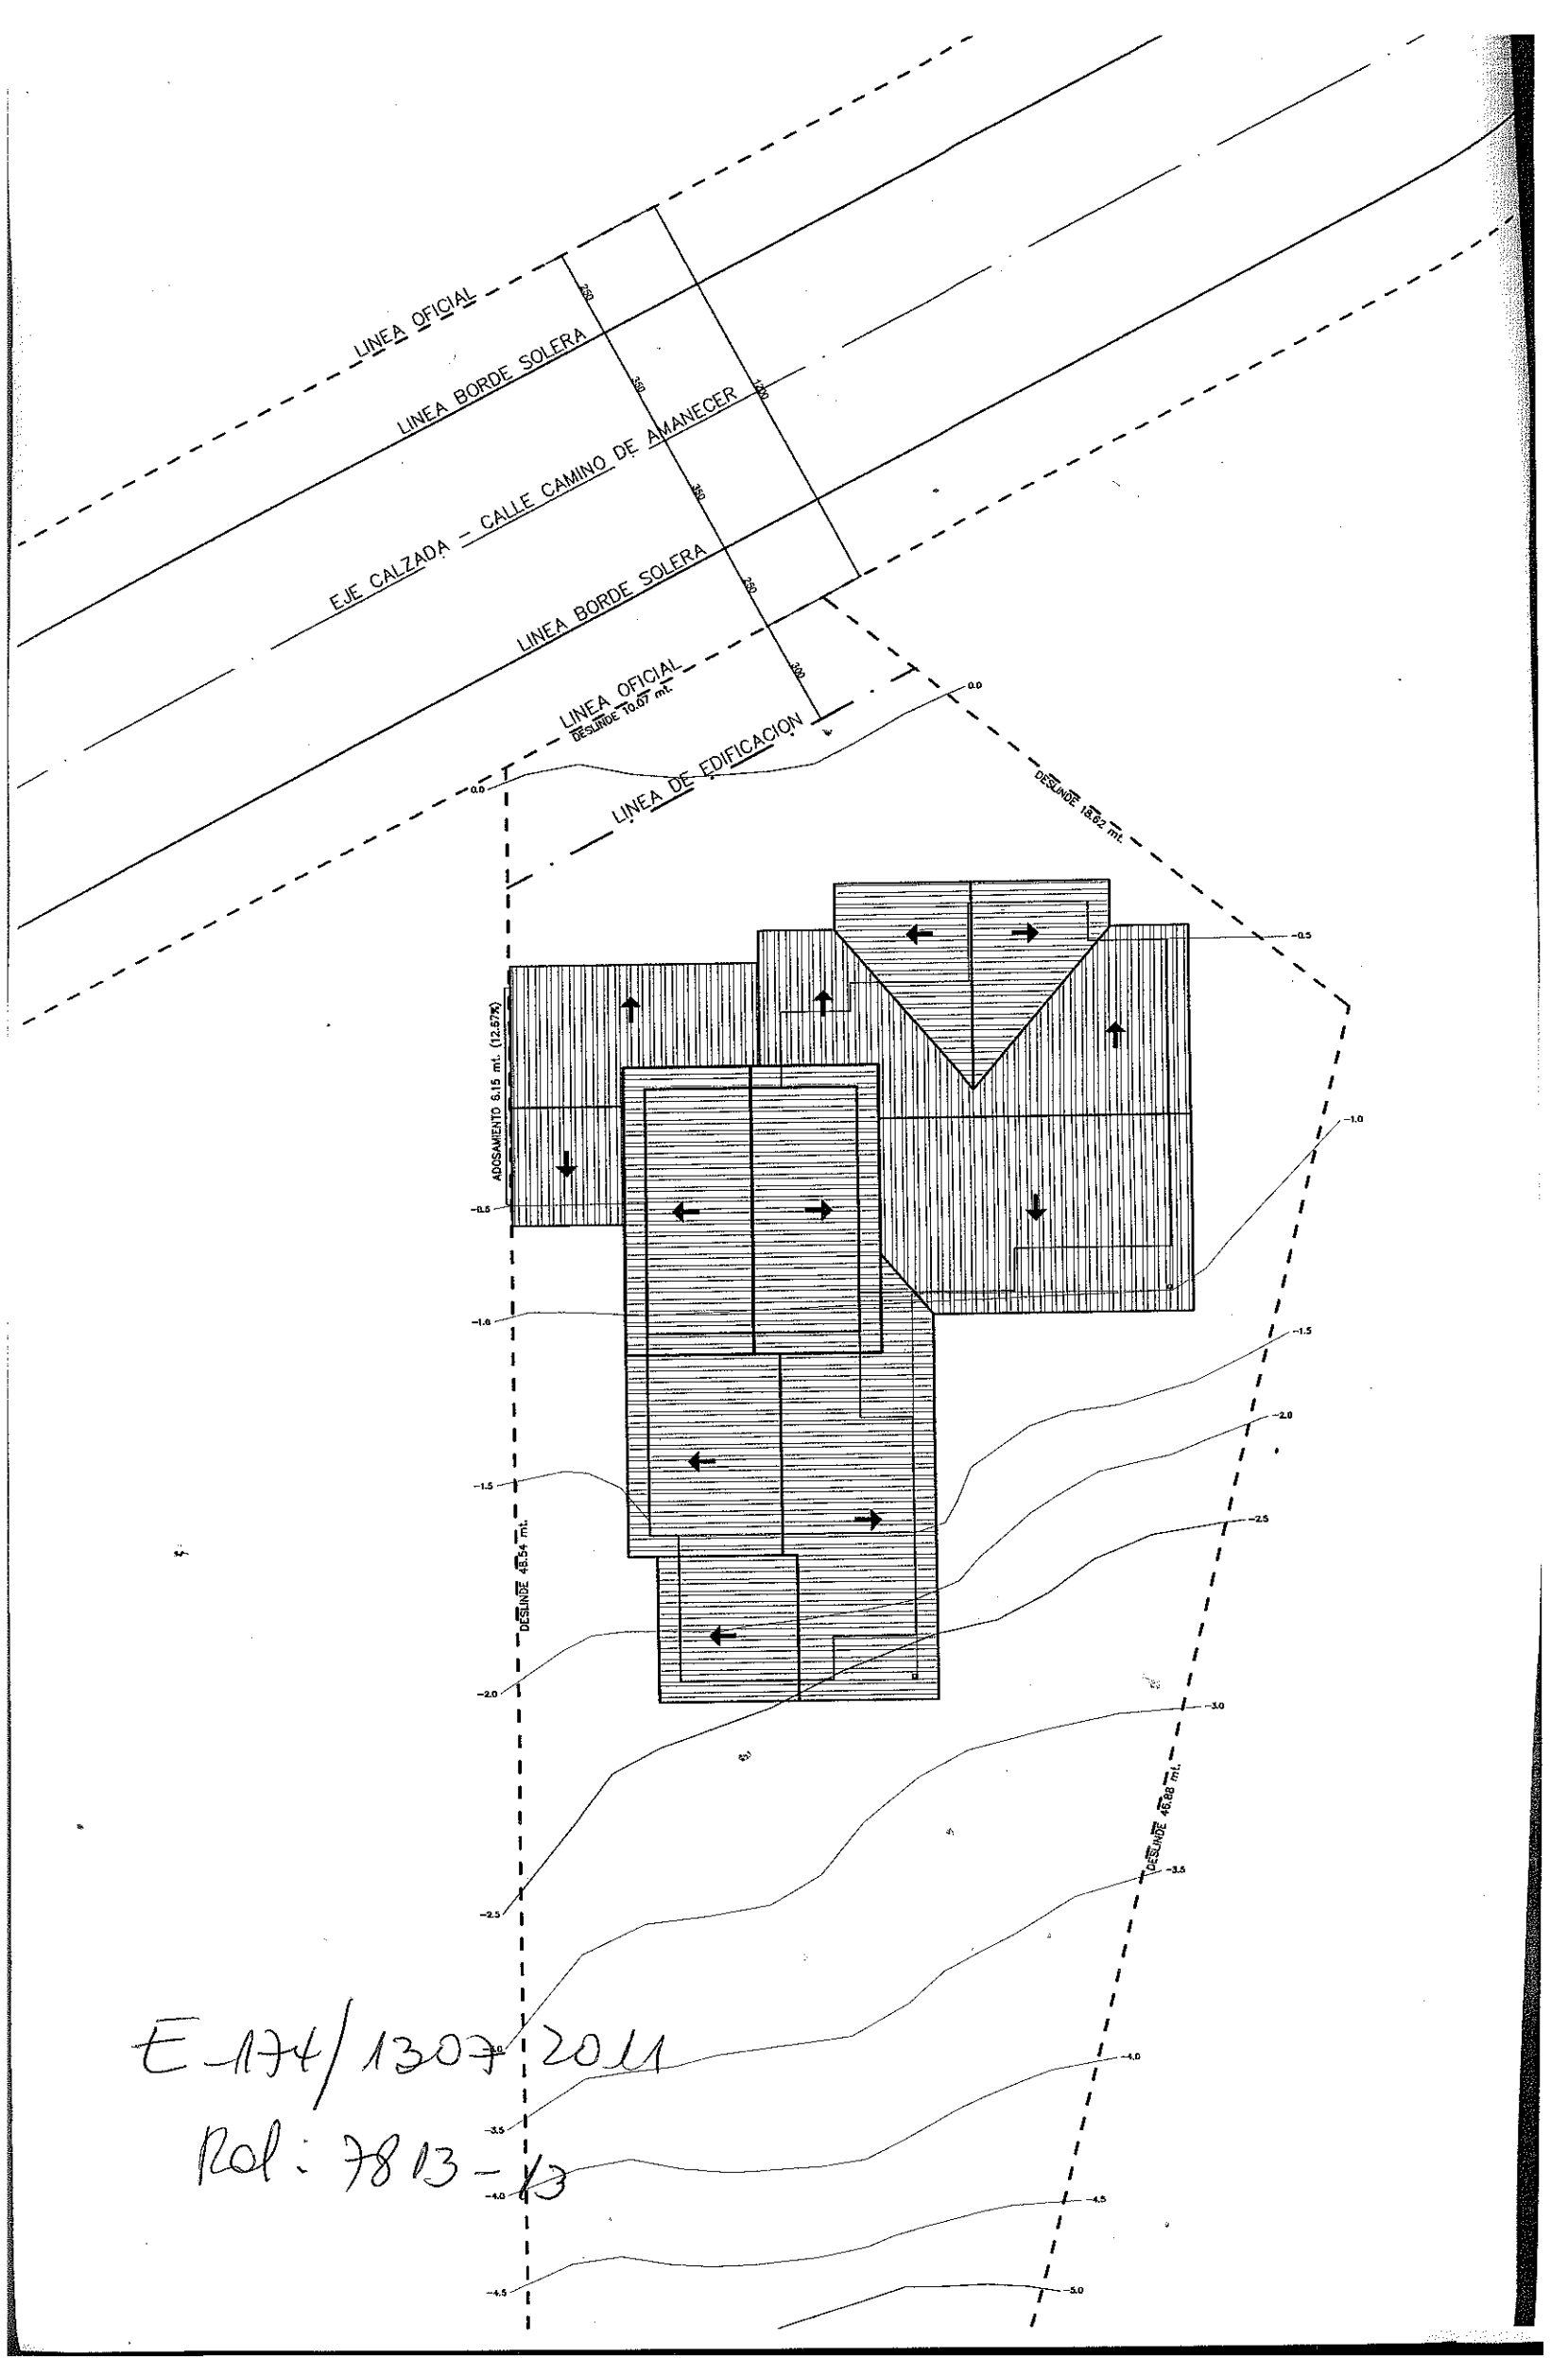 LINEA OFICIAL
250
LINEA BORDE SOLERA
350
1200
EJE CALZADA - CALLE CAMINO DE AMANECER
350
LINEA BORDE SOLERA
250
LINEA OFICIAL
DESLINDE 10.07 mt.
300
0.0
LINEA DE EDIFICACION
0.0
DESLINDE 18.62 mt.
-0.5
ADOSAMIENTO 6.15 mt. (12.67%)
-1.0
-0.5
-1.0
-1.5
-2.0
-1.5
-2.5
DESLINDE 48.54 mt.
-2.0
-3.0
DESLINDE 46.88 mt.
-3.5
-2.5
E-174/1307-2011
-4.0
-3.5
Rol: 7813-13
-4.0
-4.5
-4.5
-5.0